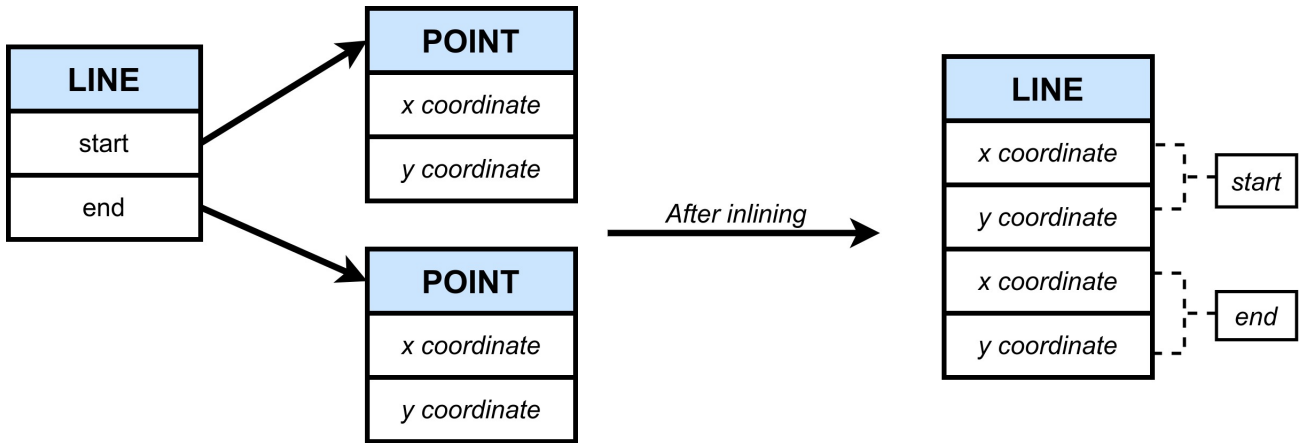 LINE
start
end
POINT
x coordinate
y coordinate
POINT
x coordinate
y coordinate
After inlining
LINE
x coordinate
y coordinate
x coordinate
y coordinate
start
end